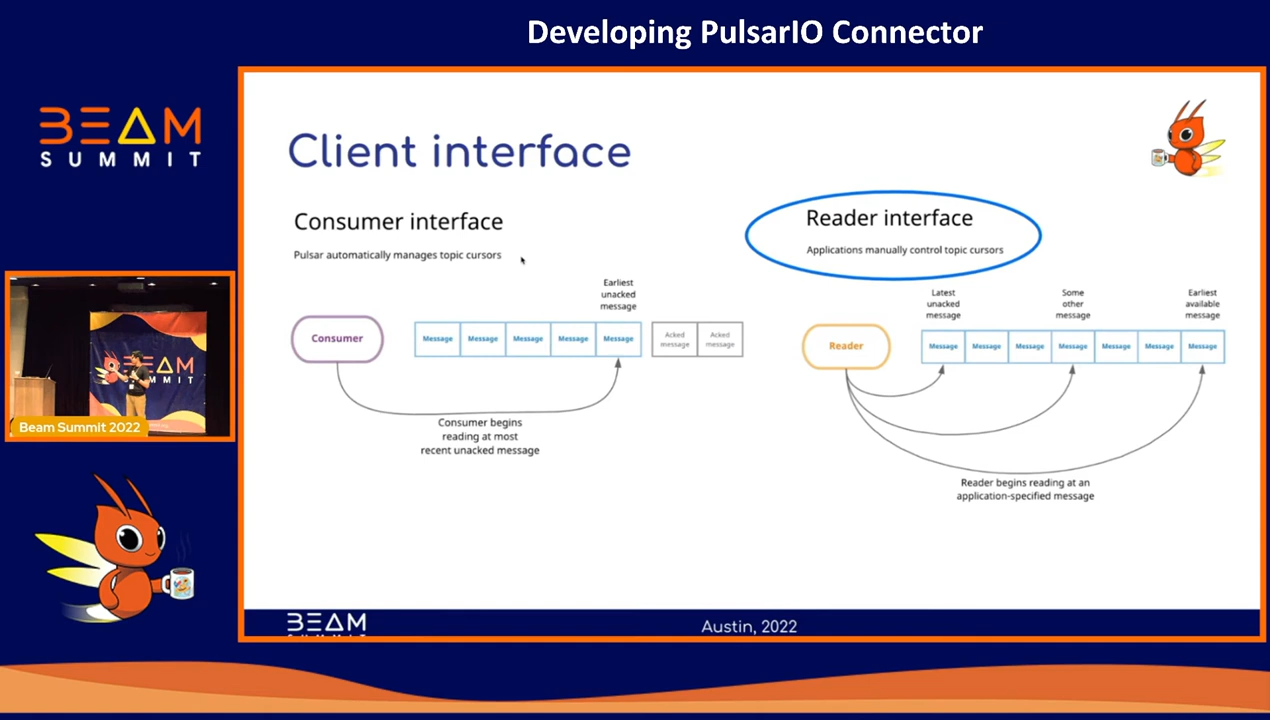 Developing PulsarIO Connector
BEAM
SUMMIT
Client interface
Consumer interface
Pulsar automatically manages topic cursors
Earliest
unacked
message
Consumer
Message Message Message Message Message
Acked
message
Acked
message
Consumer begins
reading at most
recent unacked message
Reader interface
Applications manually control topic cursors
Latest
unacked
message
Some
other
message
Earliest
available
message
Reader
Message Message Message Message Message Message Message
Reader begins reading at an
application-specified message
BEAM
SUMMIT
Beam Summit 2022
BEAM
Austin, 2022